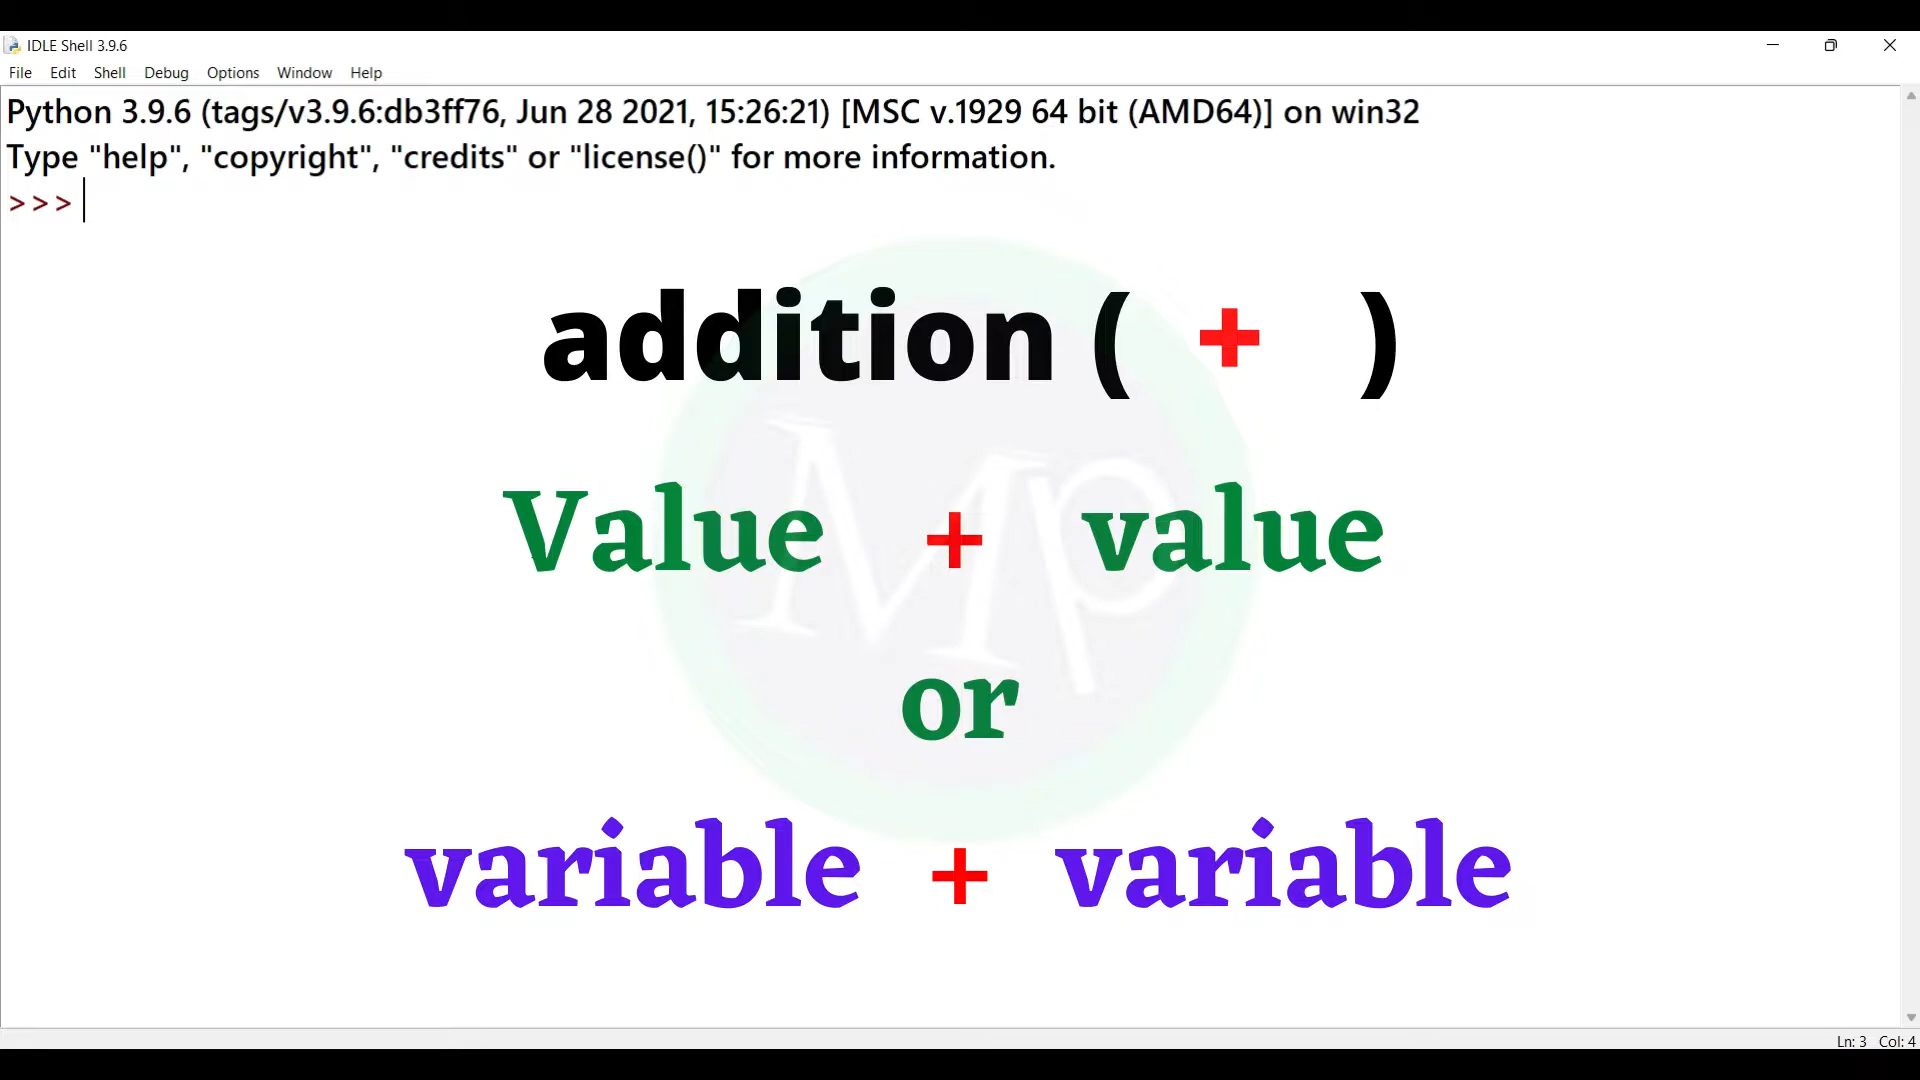 IDLE Shell 3.9.6
File Edit Shell Debug Options Window Help
Python 3.9.6 (tags/v3.9.6:db3ff76, Jun 28 2021, 15:26:21) [MSC v.1929 64 bit (AMD64)] on win32
Type "help", "copyright", "credits" or "license()" for more information.
>>>
addition ( + )
Value + value
or
variable + variable
Mp
Ln: 3 Col: 4